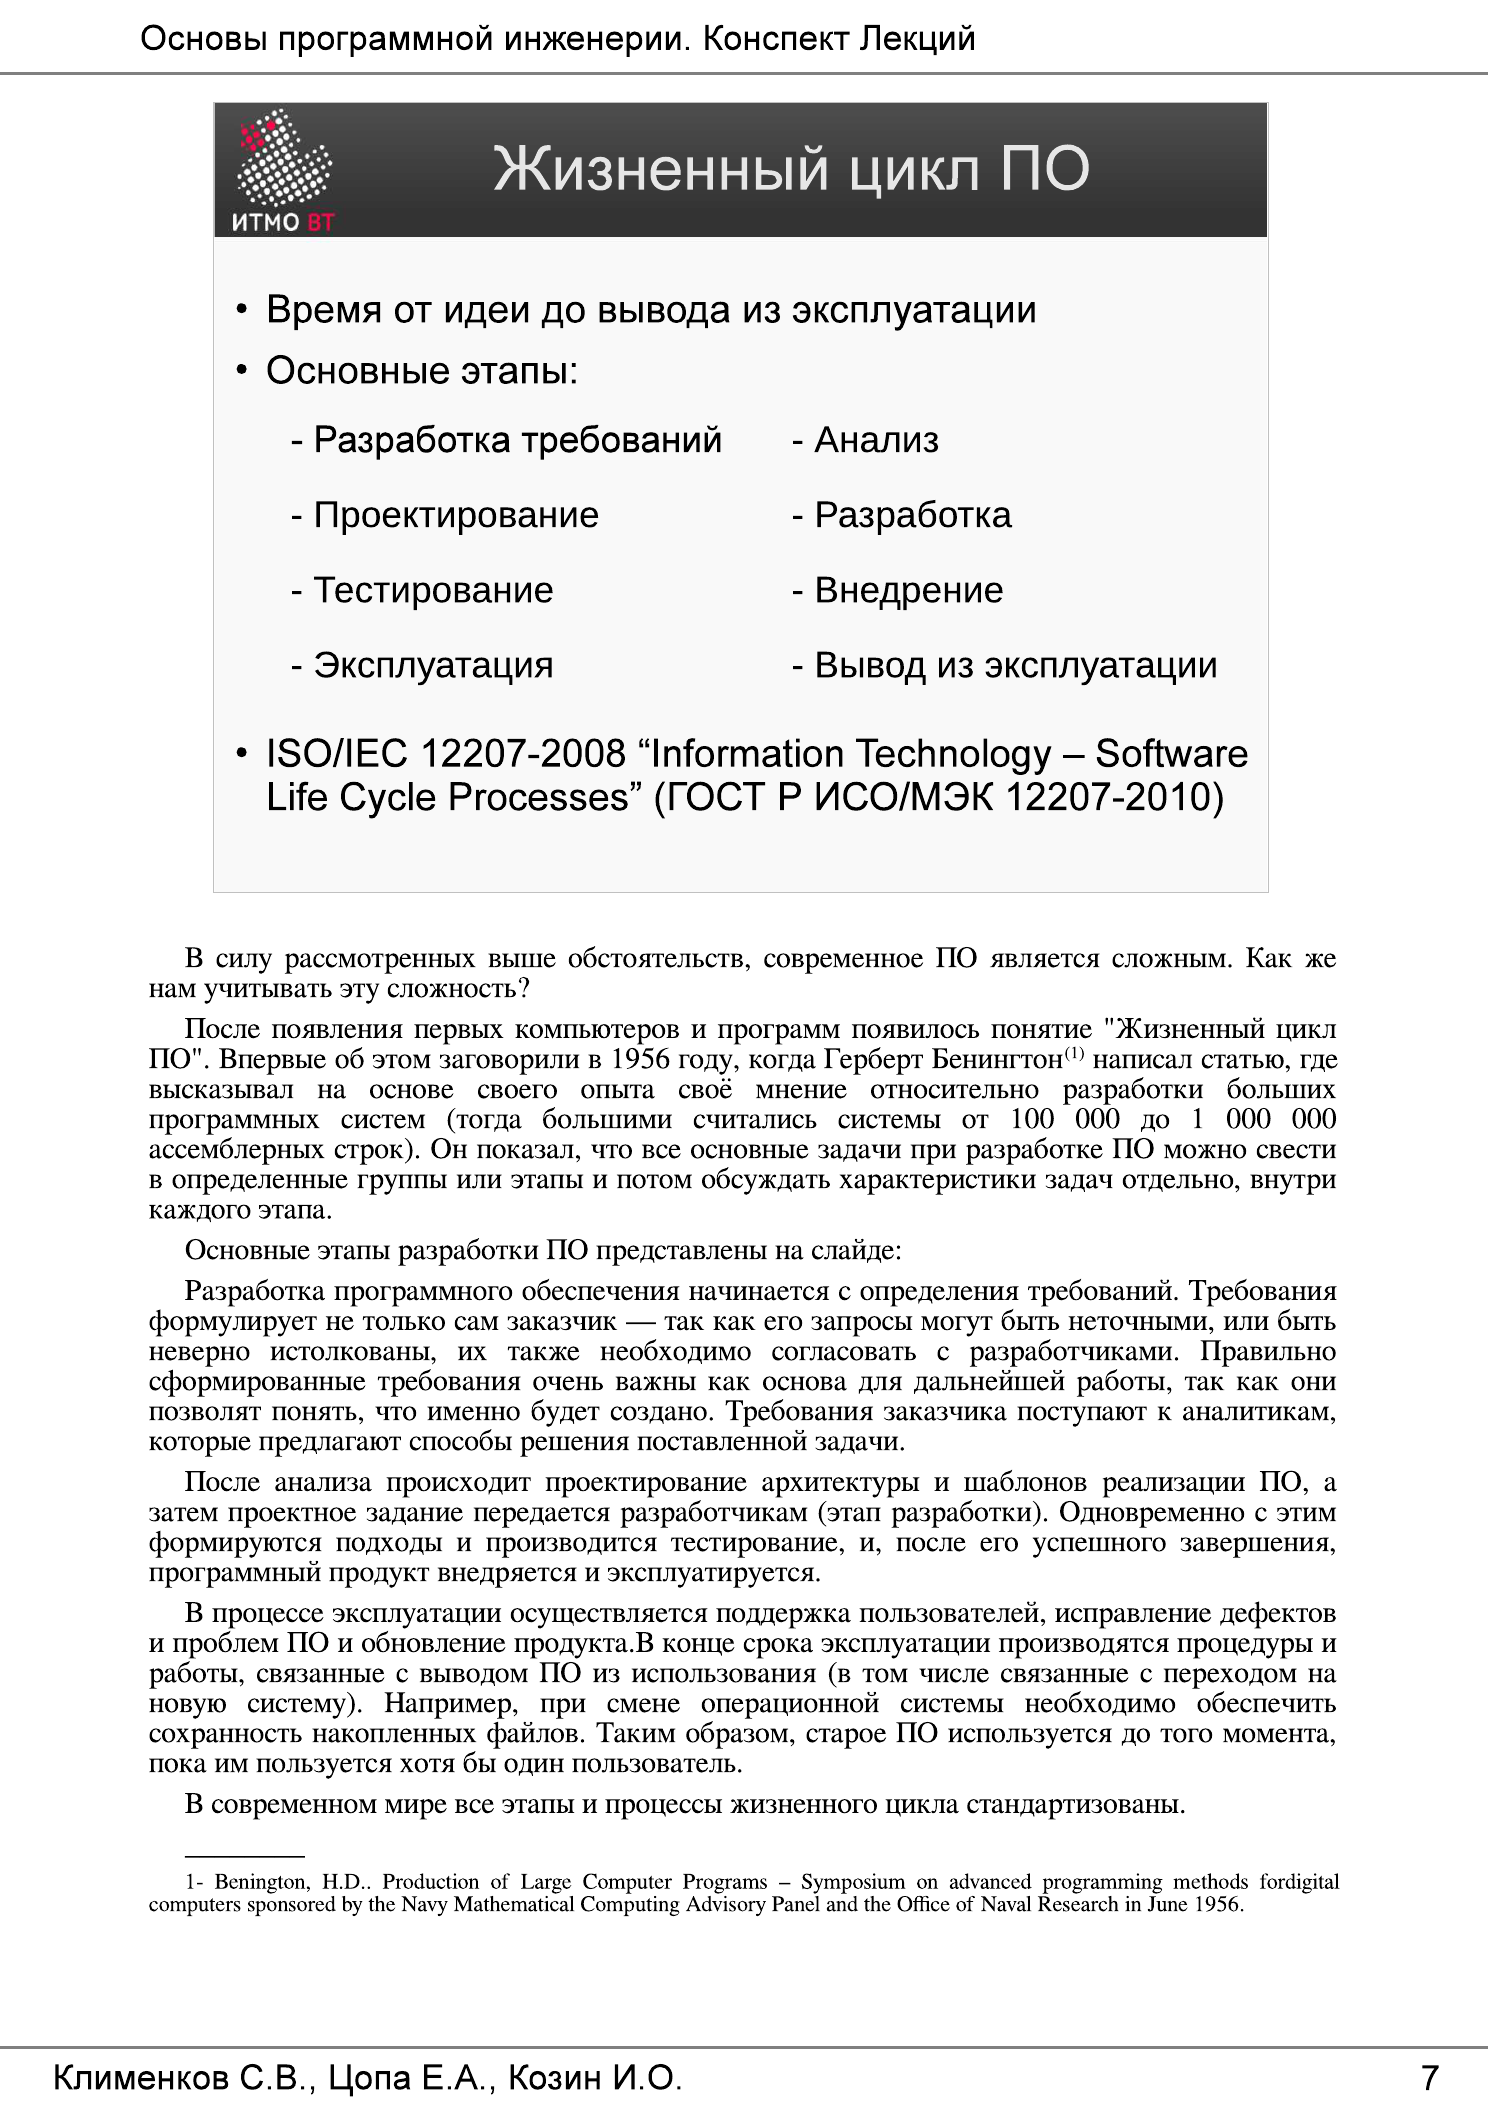 Основы программной инженерии. Конспект Лекций
ИТМО ВТ
Жизненный цикл ПО
• Время от идеи до вывода из эксплуатации
• Основные этапы:
- Разработка требований - Анализ
- Проектирование - Разработка
- Тестирование - Внедрение
- Эксплуатация - Вывод из эксплуатации
• ISO/IEC 12207-2008 “Information Technology – Software
Life Cycle Processes” (ГОСТ Р ИСО/МЭК 12207-2010)
В силу рассмотренных выше обстоятельств, современное ПО является сложным. Как же
нам учитывать эту сложность?
После появления первых компьютеров и программ появилось понятие "Жизненный цикл
ПО". Впервые об этом заговорили в 1956 году, когда Герберт Бенингтон(1) написал статью, где
высказывал на основе своего опыта своё мнение относительно разработки больших
программных систем (тогда большими считались системы от 100 000 до 1 000 000
ассемблерных строк). Он показал, что все основные задачи при разработке ПО можно свести
в определенные группы или этапы и потом обсуждать характеристики задач отдельно, внутри
каждого этапа.
Основные этапы разработки ПО представлены на слайде:
Разработка программного обеспечения начинается с определения требований. Требования
формулирует не только сам заказчик — так как его запросы могут быть неточными, или быть
неверно истолкованы, их также необходимо согласовать с разработчиками. Правильно
сформированные требования очень важны как основа для дальнейшей работы, так как они
позволят понять, что именно будет создано. Требования заказчика поступают к аналитикам,
которые предлагают способы решения поставленной задачи.
После анализа происходит проектирование архитектуры и шаблонов реализации ПО, а
затем проектное задание передается разработчикам (этап разработки). Одновременно с этим
формируются подходы и производится тестирование, и, после его успешного завершения,
программный продукт внедряется и эксплуатируется.
В процессе эксплуатации осуществляется поддержка пользователей, исправление дефектов
и проблем ПО и обновление продукта.В конце срока эксплуатации производятся процедуры и
работы, связанные с выводом ПО из использования (в том числе связанные с переходом на
новую систему). Например, при смене операционной системы необходимо обеспечить
сохранность накопленных файлов. Таким образом, старое ПО используется до того момента,
пока им пользуется хотя бы один пользователь.
В современном мире все этапы и процессы жизненного цикла стандартизованы.
1- Benington, H.D.. Production of Large Computer Programs – Symposium on advanced programming methods fordigital
computers sponsored by the Navy Mathematical Computing Advisory Panel and the Office of Naval Research in June 1956.
Клименков С.В., Цопа Е.А., Козин И.О. 7